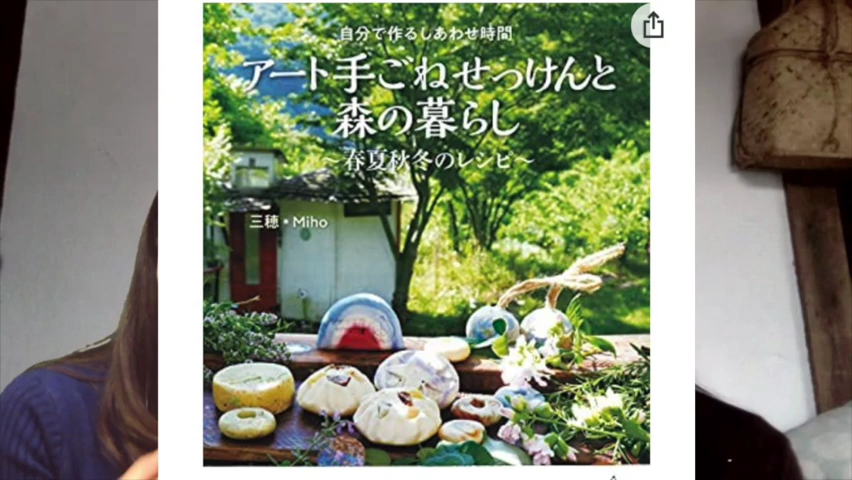 自分で作るしあわせ時間
アート手ごねせっけんと
森の暮らし
～春夏秋冬のレシピ～
三穂・Miho